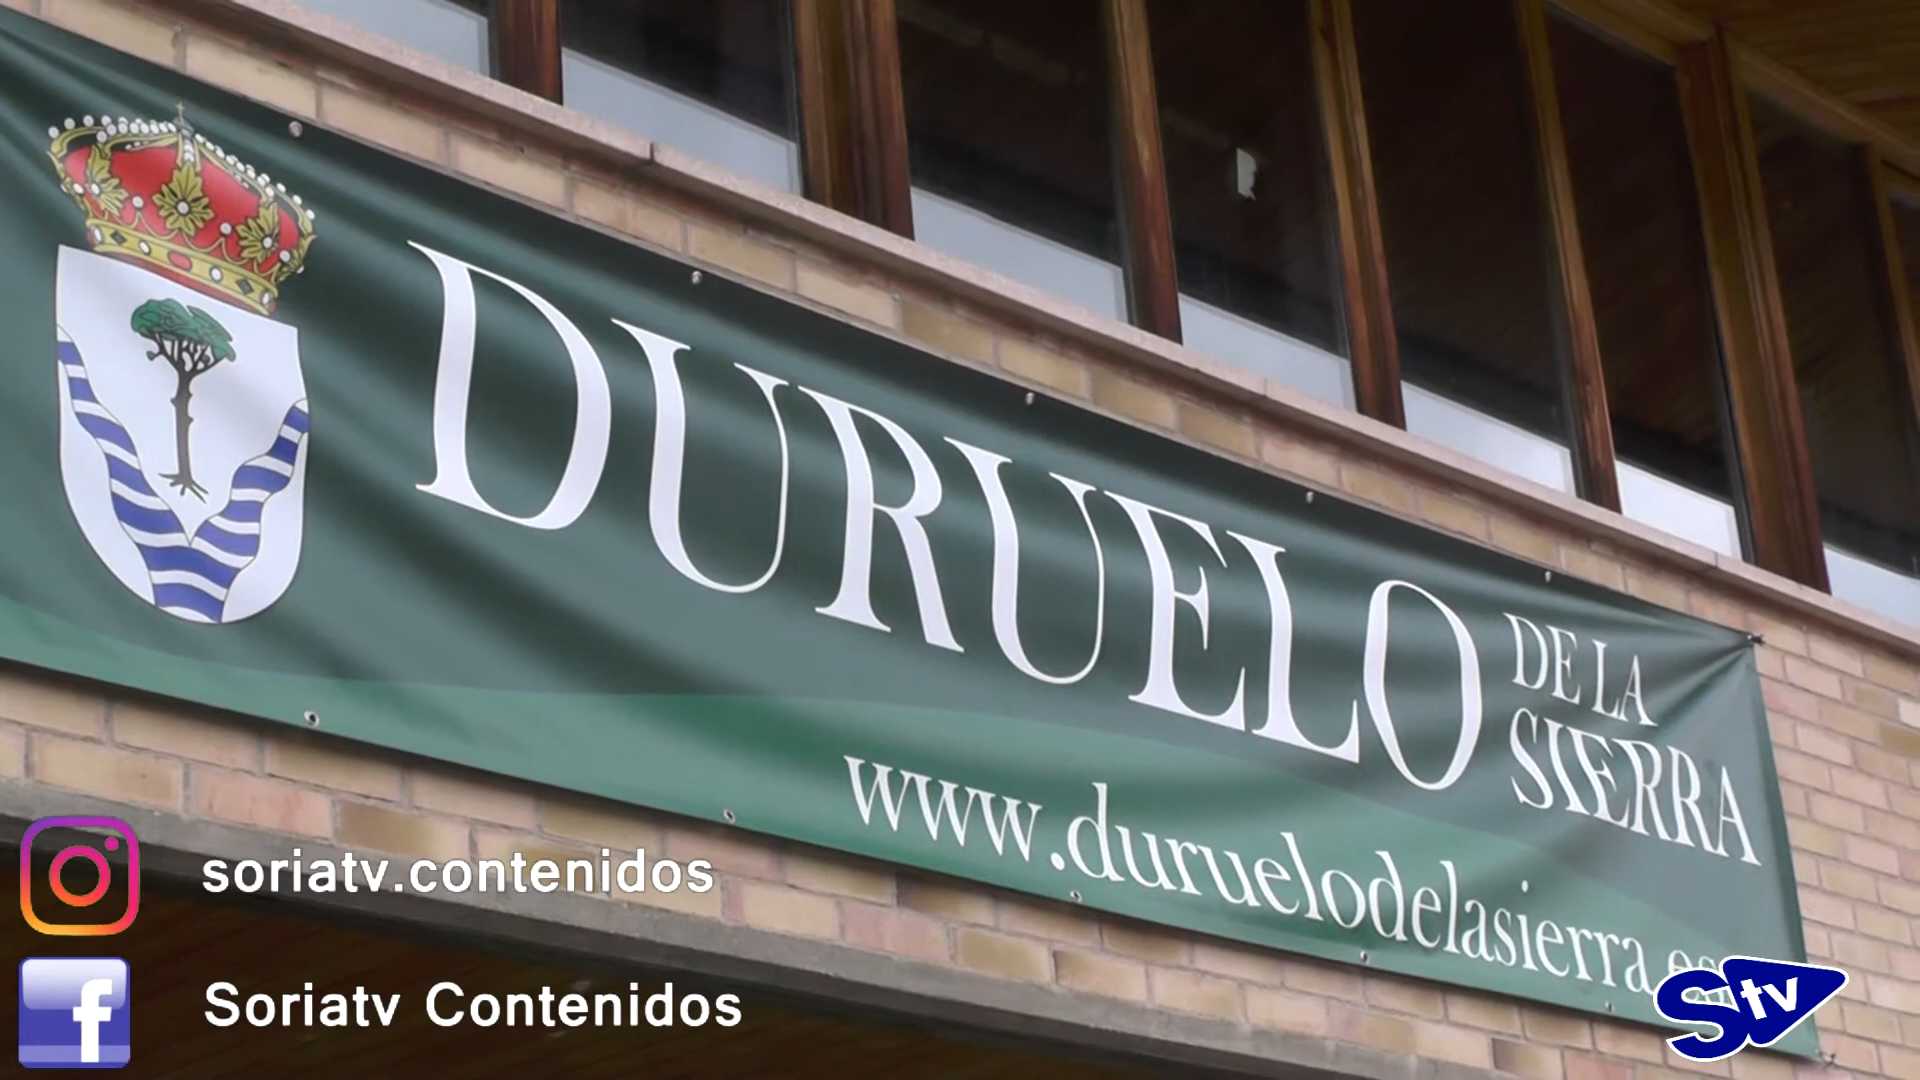 DURUELO
DE LA
SIERRA
www.duruelodelasierra.es
soriatv.contenidos
Soriatv Contenidos
Stv